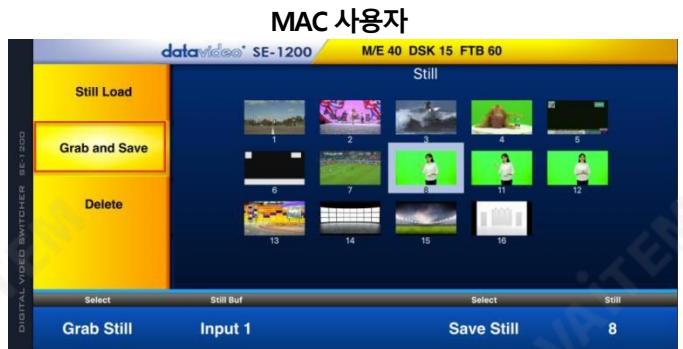 MAC 사용자
datavideo® SE-1200 M/E 40 DSK 15 FTB 60
Still
Still Load
Grab and Save
Delete
1 2 3 4 5
6 7 8 11 12
13 14 15 16
DIGITAL VIDEO SWITCHER SE-1200
Select Still Buf Select Still
Grab Still Input 1 Save Still 8